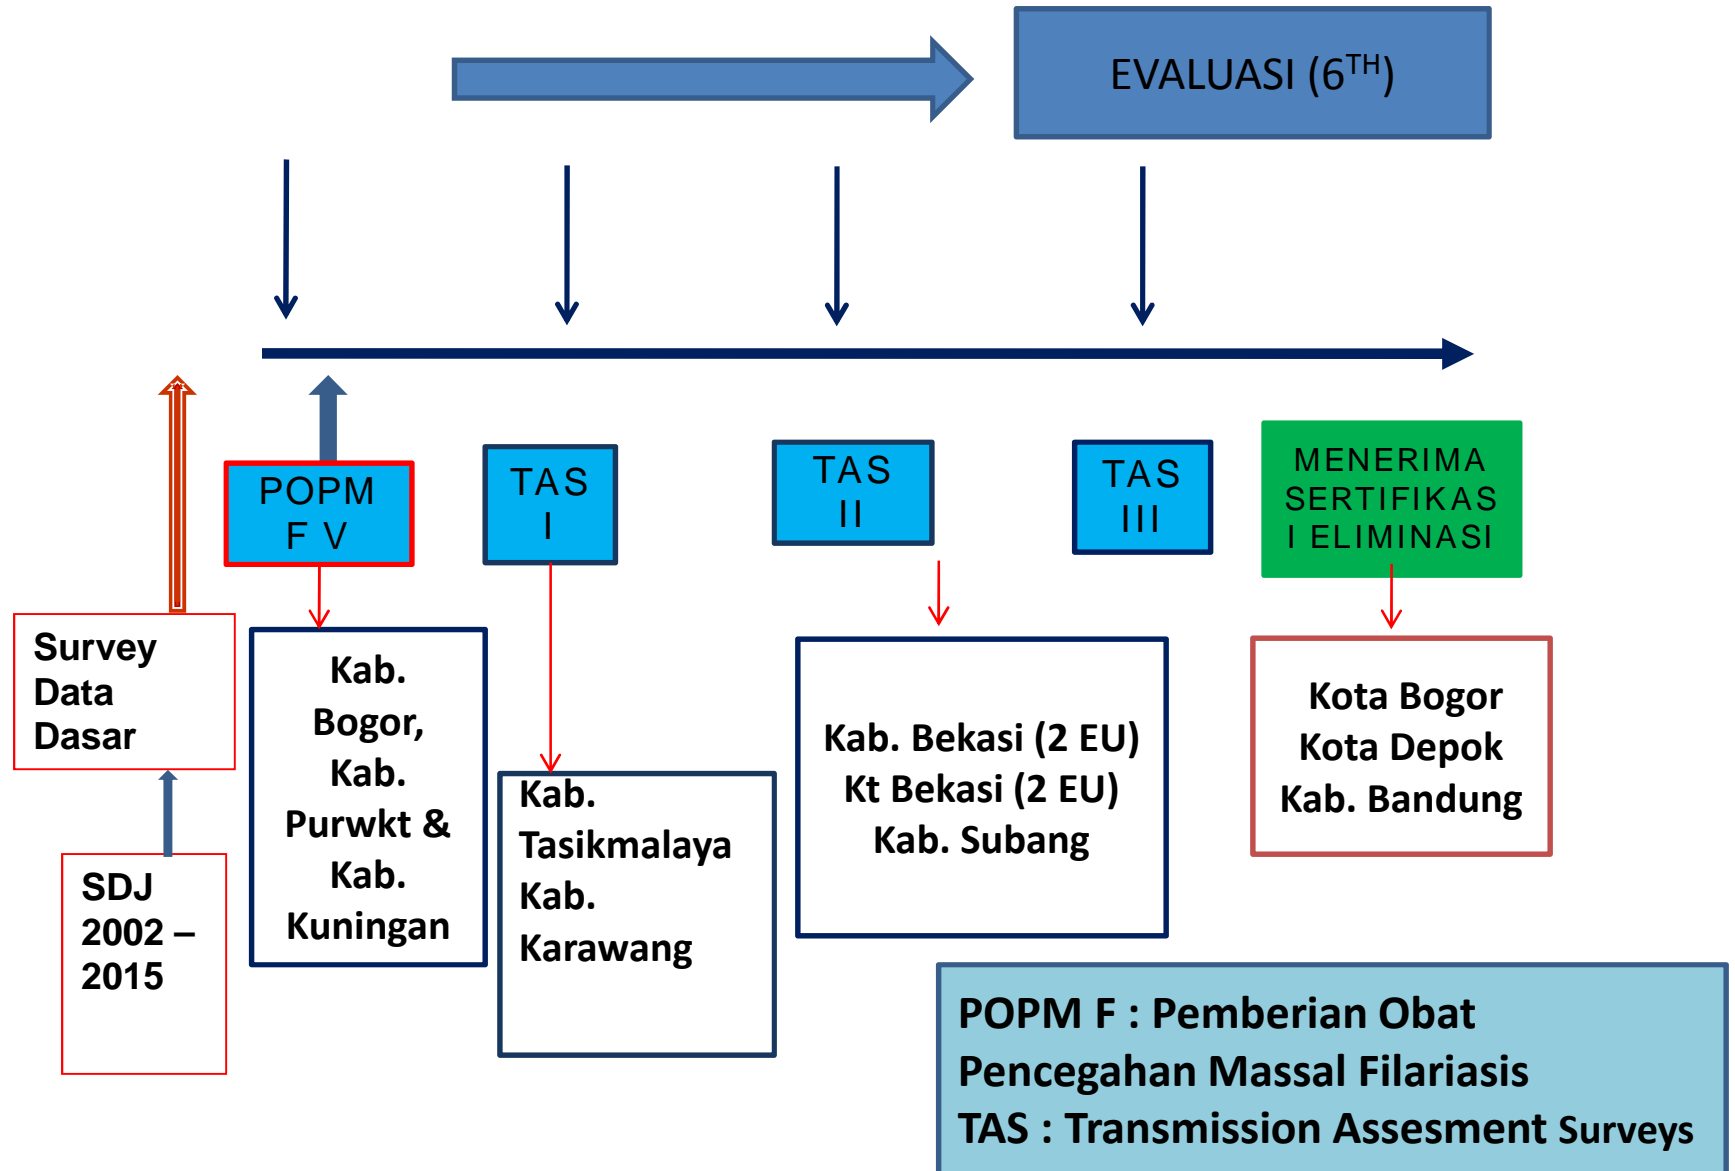 EVALUASI (6TH)
POPM
F V
TAS
I
TAS
II
TAS
III
MENERIMA
SERTIFIKAS
I ELIMINASI
Survey
Data
Dasar
SDJ
2002 –
2015
Kab.
Bogor,
Kab.
Purwkt &
Kab.
Kuningan
Kab.
Tasikmalaya
Kab.
Karawang
Kab. Bekasi (2 EU)
Kt Bekasi (2 EU)
Kab. Subang
Kota Bogor
Kota Depok
Kab. Bandung
POPM F : Pemberian Obat
Pencegahan Massal Filariasis
TAS : Transmission Assesment Surveys